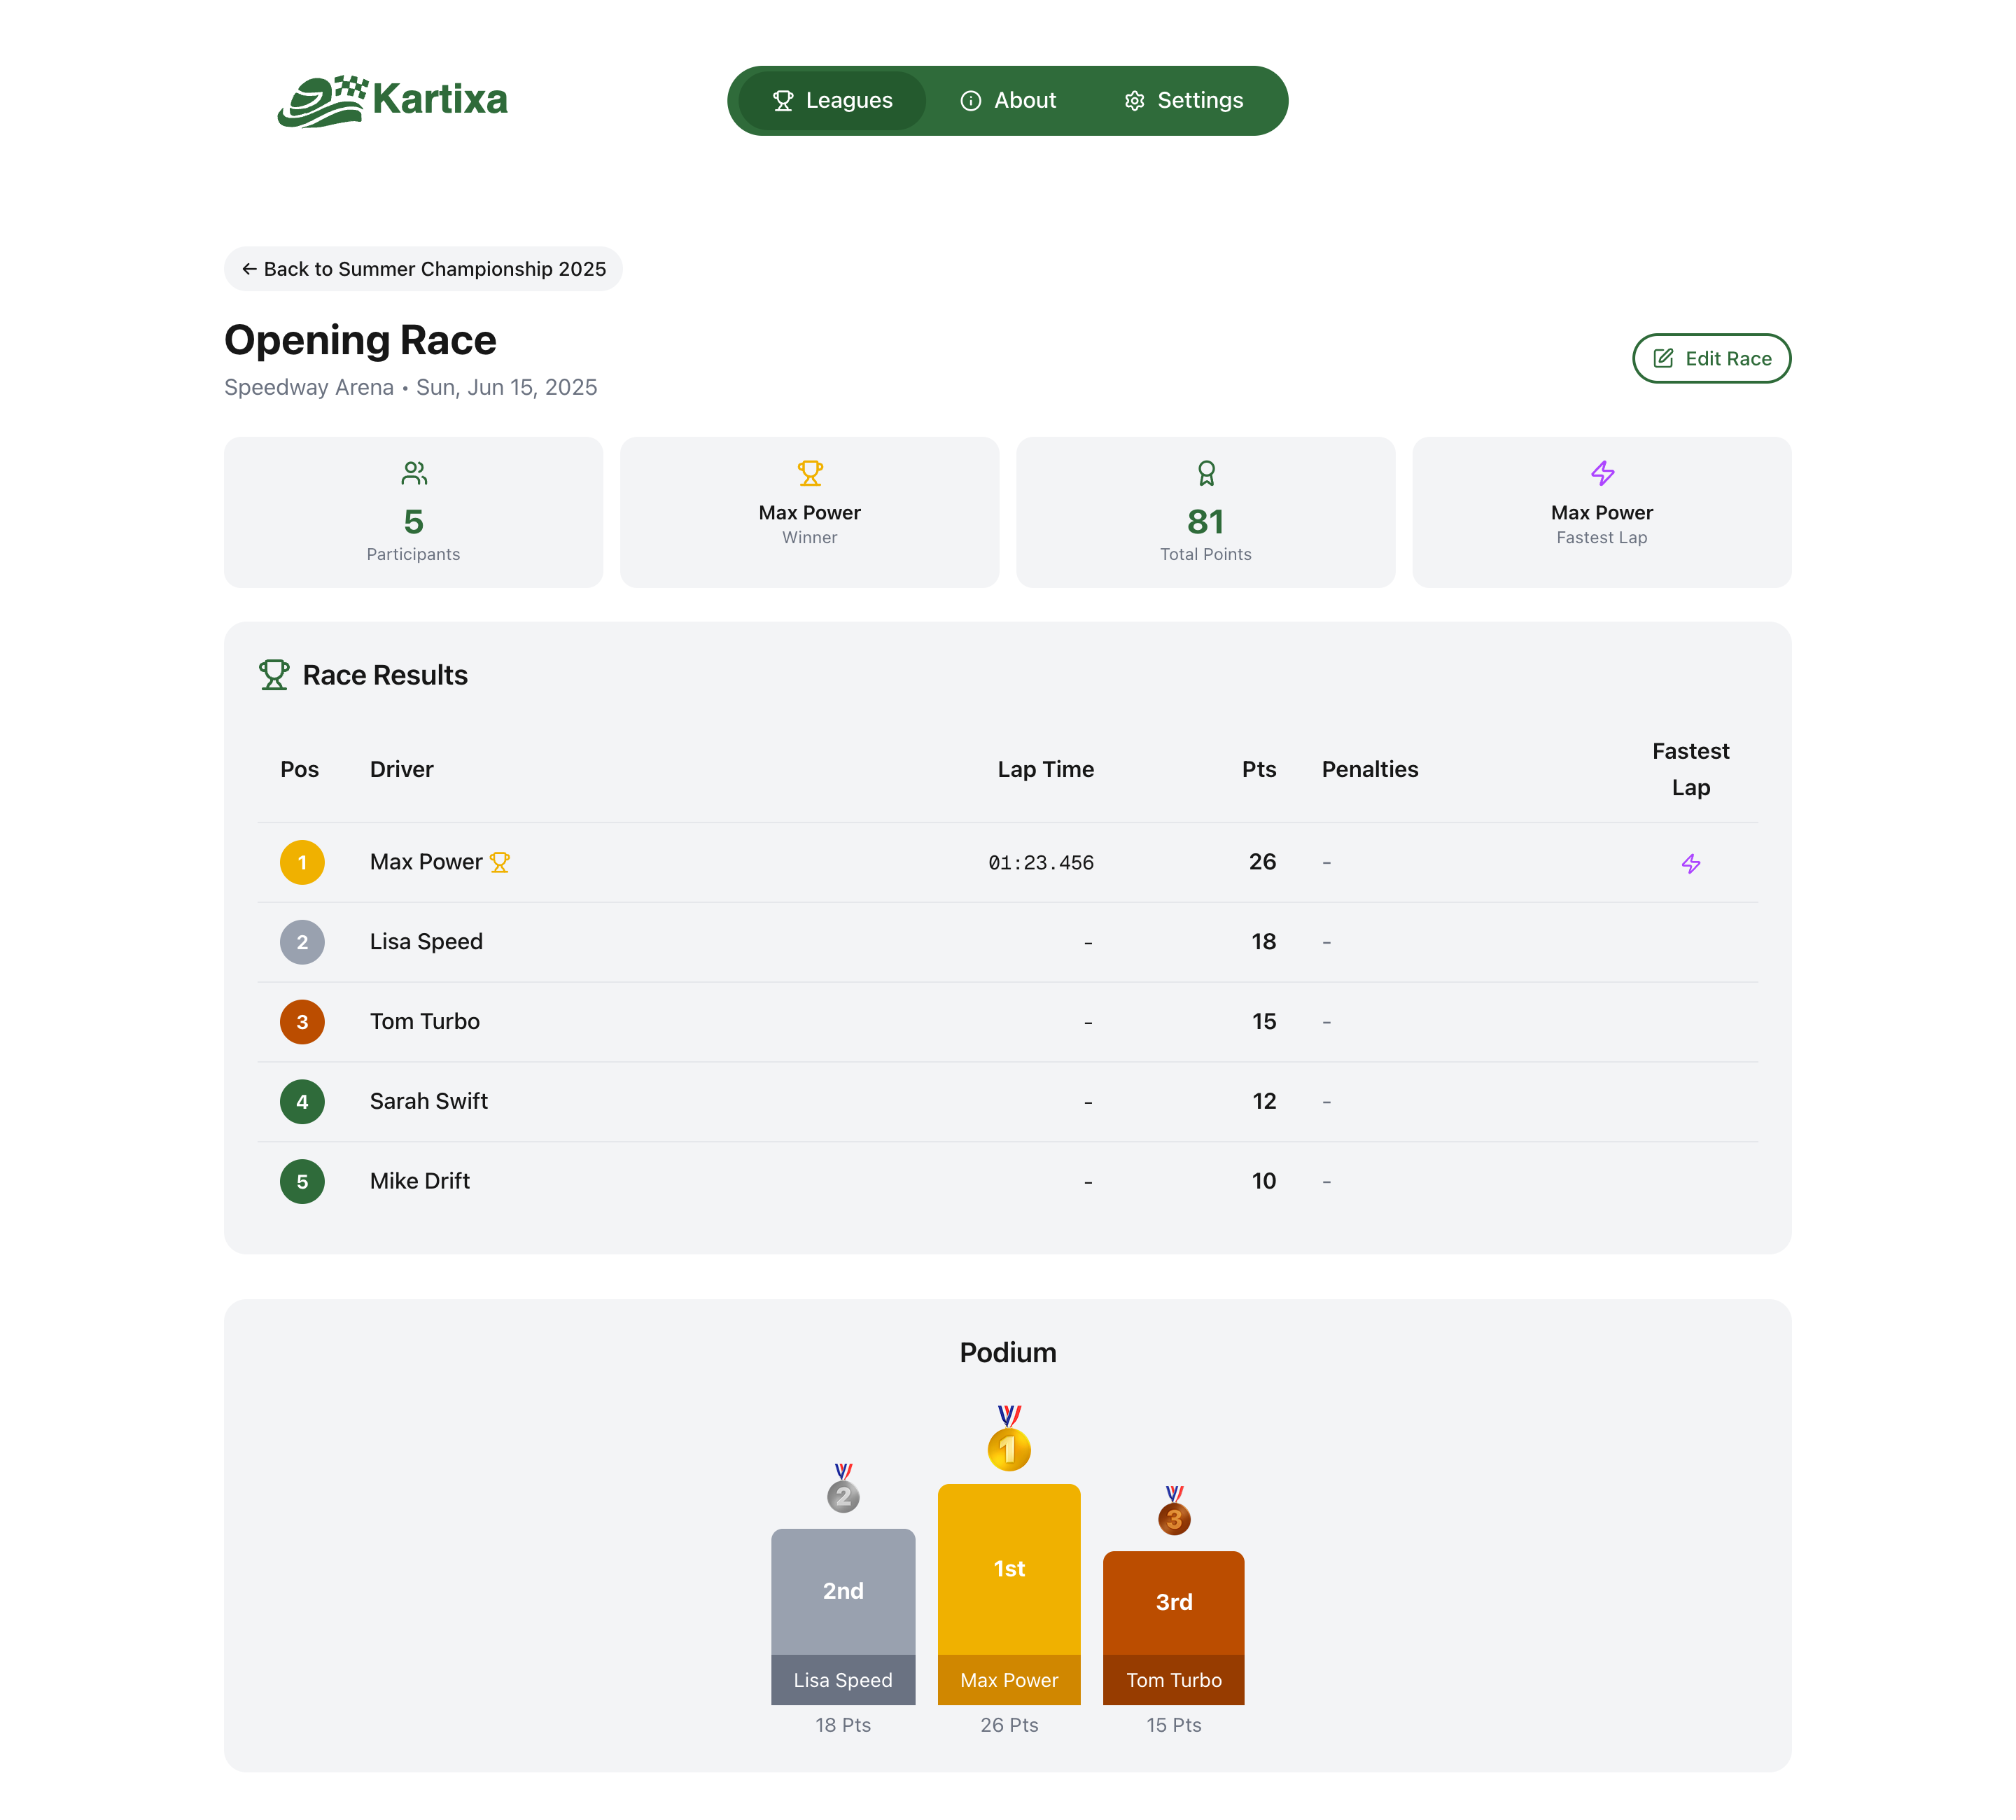 Kartixa
Leagues About Settings
← Back to Summer Championship 2025
Opening Race
Edit Race
Speedway Arena • Sun, Jun 15, 2025
5
Participants
Max Power
Winner
81
Total Points
Max Power
Fastest Lap
Race Results
Pos Driver Lap Time Pts Penalties Fastest Lap
1 Max Power 01:23.456 26 -
2 Lisa Speed - 18 -
3 Tom Turbo - 15 -
4 Sarah Swift - 12 -
5 Mike Drift - 10 -
Podium
2
2nd
Lisa Speed
18 Pts
1
1st
Max Power
26 Pts
3
3rd
Tom Turbo
15 Pts